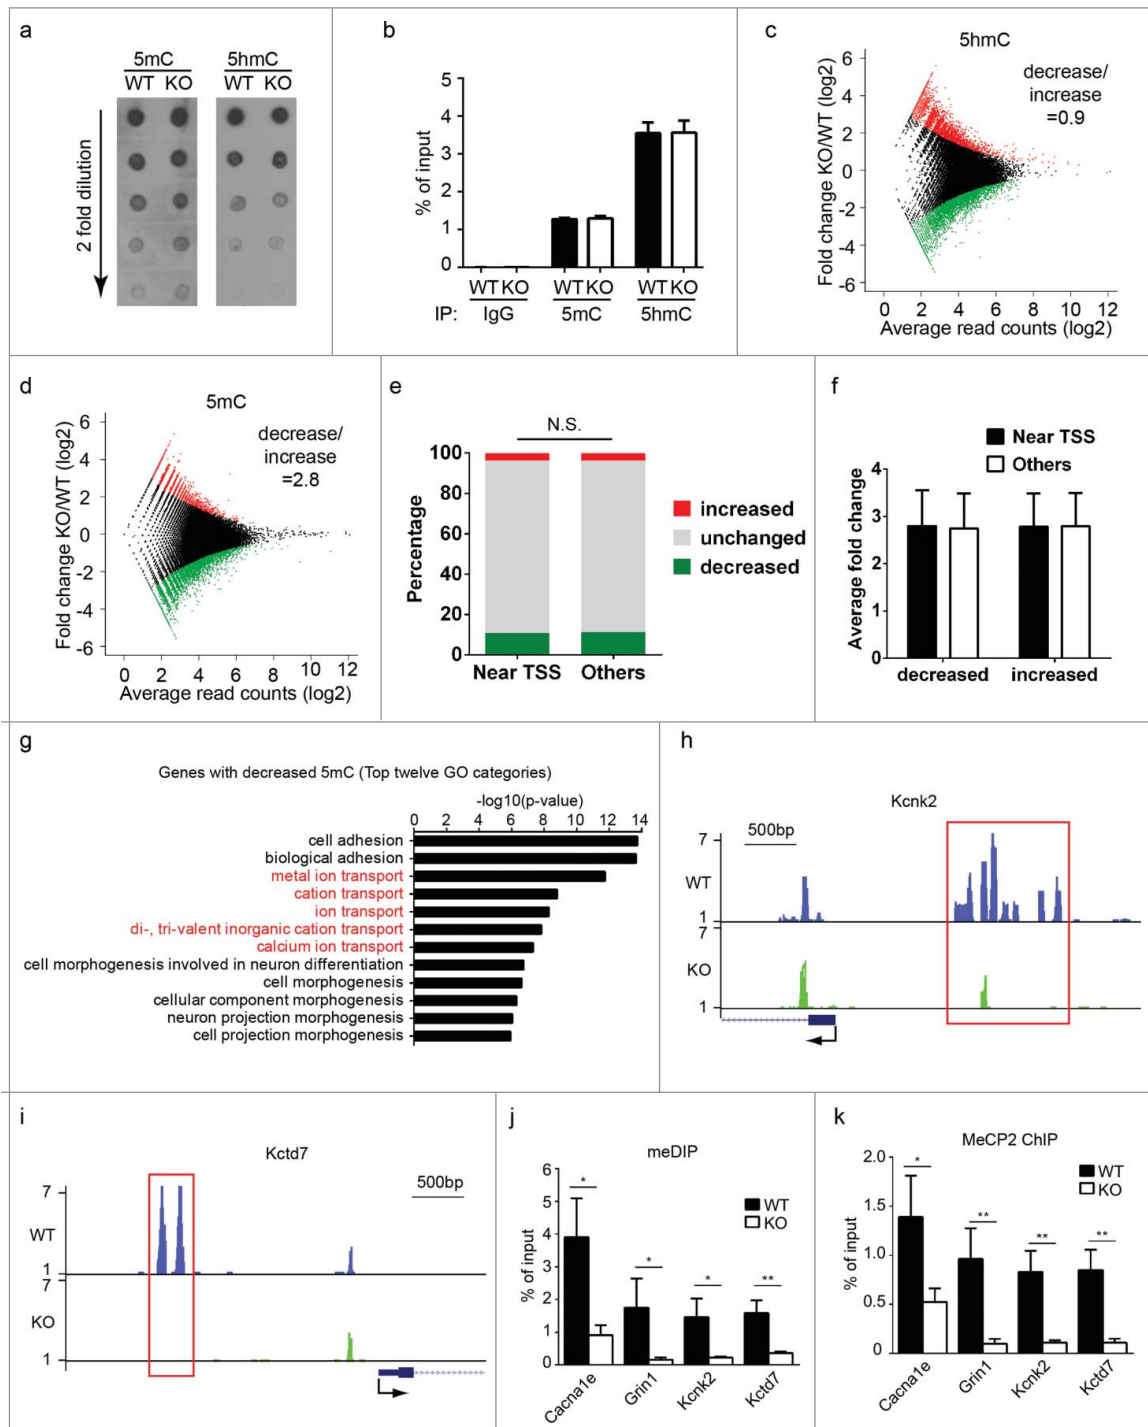 a
5mC
5hmC
WT KO
WT KO
2 fold dilution
b
% of input
5
4
3
2
1
0
WT KO WT KO WT KO
IP:
IgG
5mC
5hmC
c
5hmC
decrease/
increase
=0.9
Fold change KO/WT (log2)
6
4
2
0
-2
-4
-6
0 2 4 6 8 10 12
Average read counts (log2)
d
5mC
decrease/
increase
=2.8
Fold change KO/WT (log2)
6
4
2
0
-2
-4
-6
0 2 4 6 8 10 12
Average read counts (log2)
e
N.S.
Percentage
100
80
60
40
20
0
Near TSS Others
increased
unchanged
decreased
f
Near TSS
Others
Average fold change
4
3
2
1
0
decreased increased
g
Genes with decreased 5mC (Top twelve GO categories)
-log10(p-value)
0 2 4 6 8 10 12 14
cell adhesion
biological adhesion
metal ion transport
cation transport
ion transport
di-, tri-valent inorganic cation transport
calcium ion transport
cell morphogenesis involved in neuron differentiation
cell morphogenesis
cellular component morphogenesis
neuron projection morphogenesis
cell projection morphogenesis
h
Kcnk2
500bp
7
WT
1
7
KO
1
i
Kctd7
500bp
7
WT
1
7
KO
1
j
meDIP
WT
KO
% of input
6
5
4
3
2
1
0
* * * **
Cacna1e Grin1 Kcnk2 Kctd7
k
MeCP2 ChIP
WT
KO
% of input
2.0
1.5
1.0
0.5
0
* ** ** **
Cacna1e Grin1 Kcnk2 Kctd7